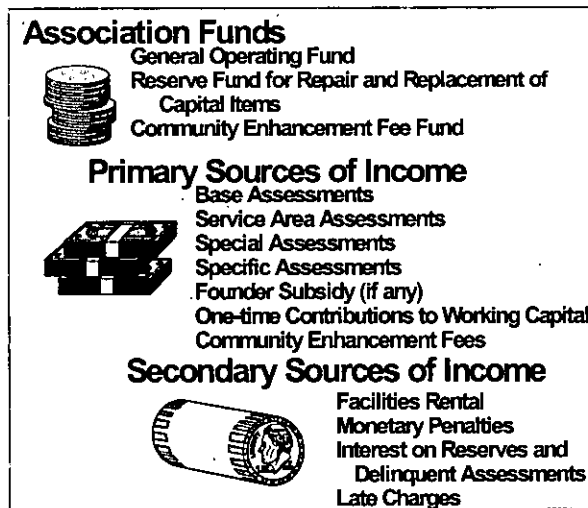 Association Funds
General Operating Fund
Reserve Fund for Repair and Replacement of
Capital Items
Community Enhancement Fee Fund
Primary Sources of Income
Base Assessments
Service Area Assessments
Special Assessments
Specific Assessments
Founder Subsidy (if any)
One-time Contributions to Working Capital
Community Enhancement Fees
Secondary Sources of Income
Facilities Rental
Monetary Penalties
Interest on Reserves and
Delinquent Assessments
Late Charges